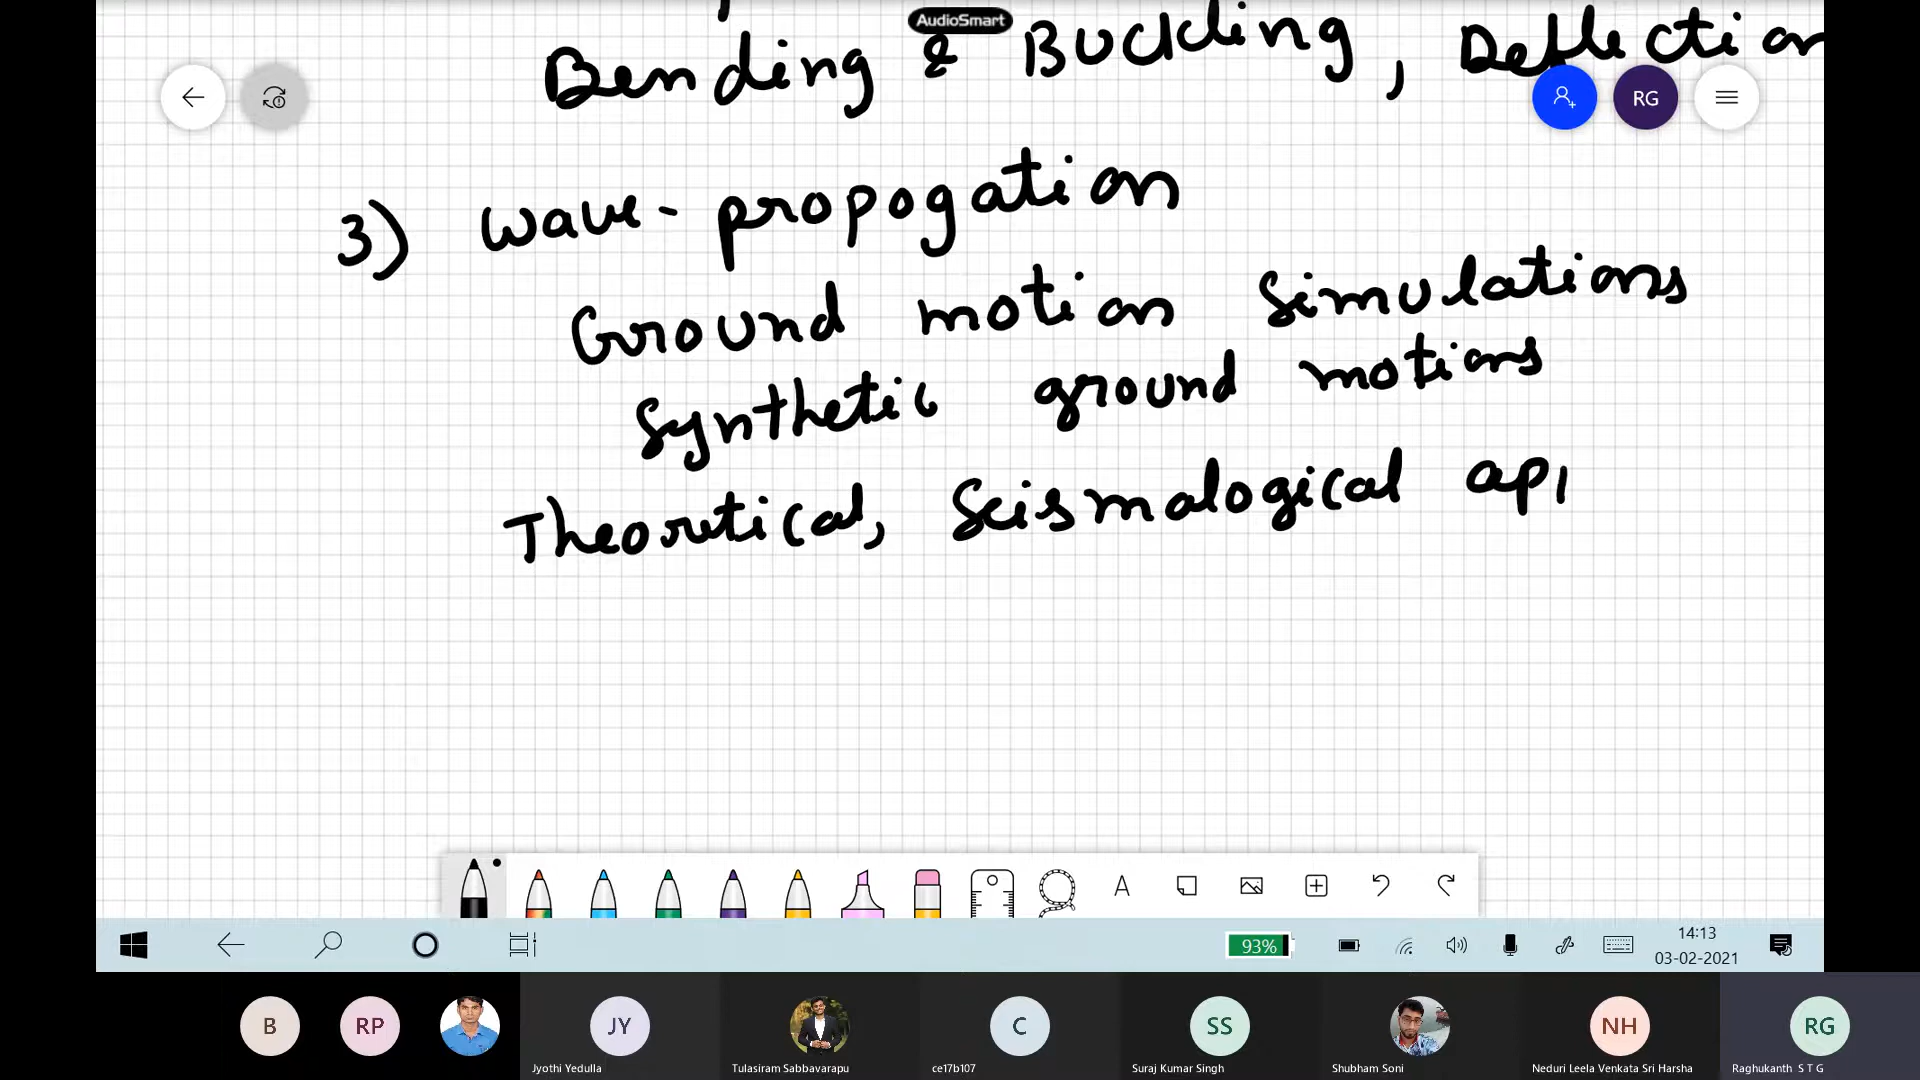 AudioSmart
Bending & Buckling, Deflection
RG
3) Wave-propogation
Ground motion Simulations
Synthetic ground motions
Theoretical, Seismological
A
93%
14:13
03-02-2021
B RP JY C SS NH RG
Jyothi Yedulla Tulasiram Sabbavarapu ce17b107 Suraj Kumar Singh Shubham Soni Neduri Leela Venkata Sri Harsha Raghukanth S T G